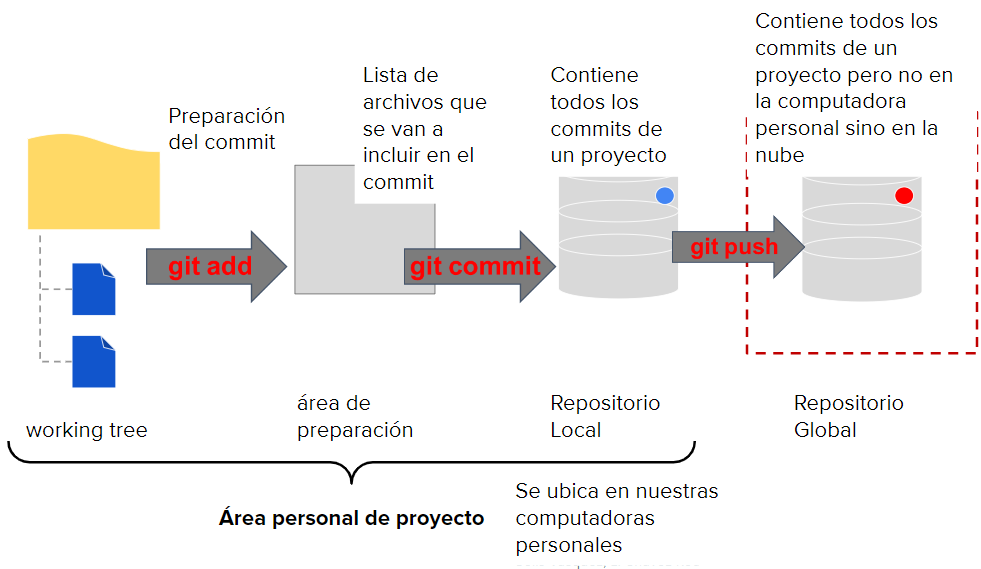 Contiene todos los
commits de un
proyecto pero no en
la computadora
personal sino en la
nube
Lista de
archivos que
se van a
incluir en el
commit
Contiene
todos los
commits de
un proyecto
Preparación
del commit
git add
git commit
git push
working tree
área de
preparación
Repositorio
Local
Repositorio
Global
Área personal de proyecto
Se ubica en nuestras
computadoras
personales